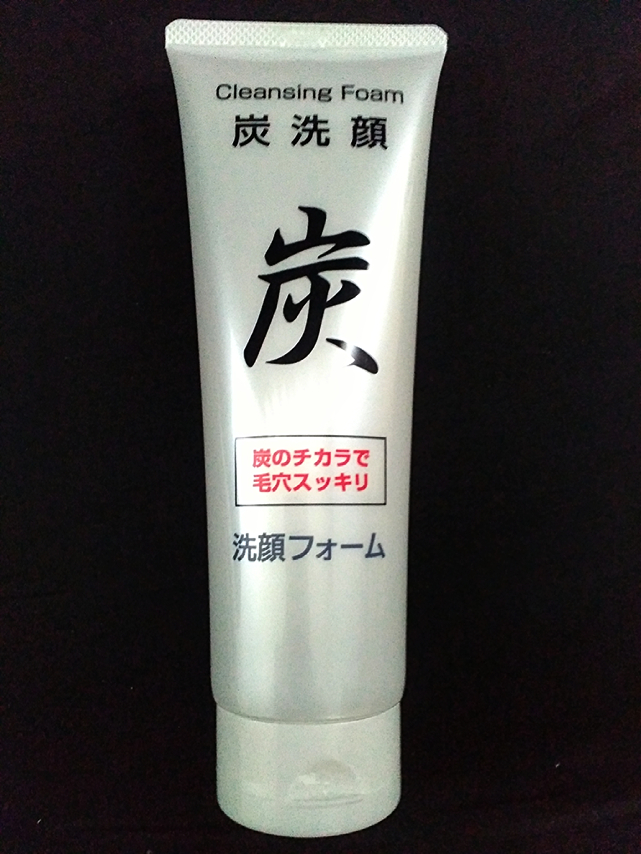 Cleansing Foam
炭洗顔
炭
炭のチカラで
毛穴スッキリ
洗顔フォーム